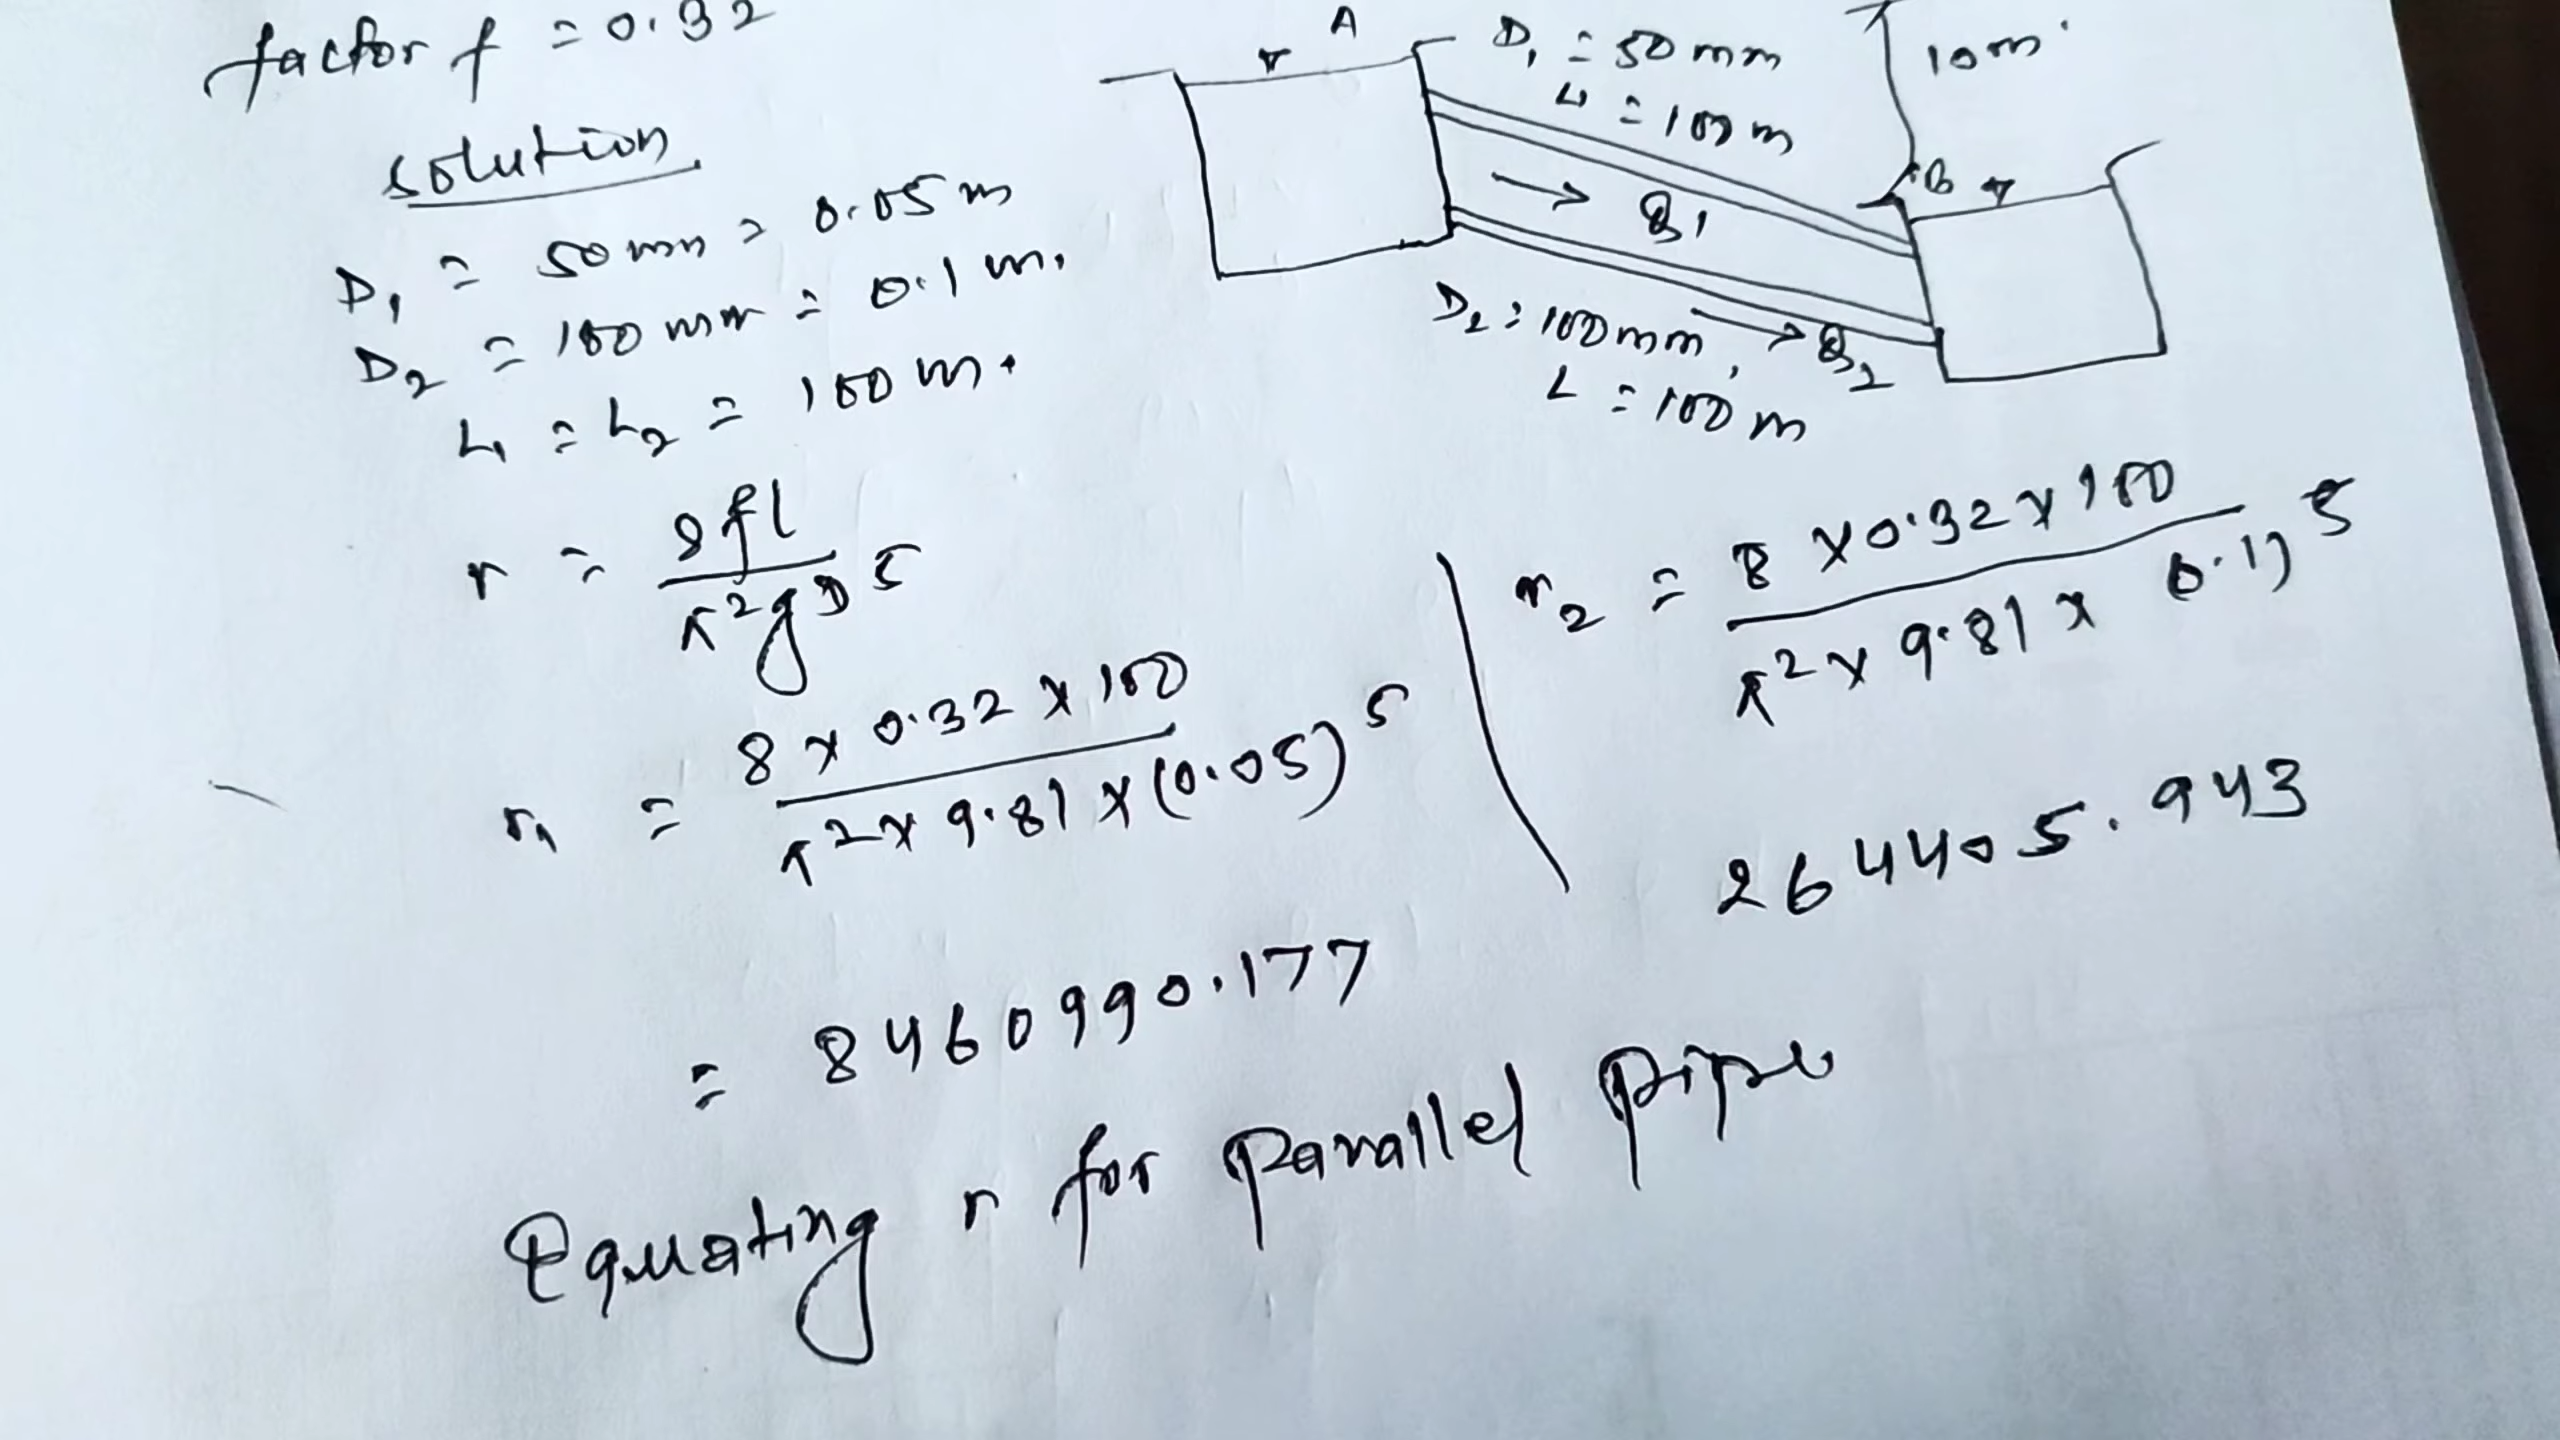 factor f = 0.32
solution
D1 = 50 mm = 0.05 m
D2 = 100 mm = 0.1 m.
L1 = L2 = 100 m.
A
D1 = 50 mm
L1 = 100 m
10 m.
B
Q1
D2 = 100 mm,
Q2
L = 100 m
r = 8fl / π²gD⁵
r1 = 8 x 0.32 x 100 / π² x 9.81 x (0.05)⁵
= 8460990.177
r2 = 8 x 0.32 x 100 / π² x 9.81 x 0.1)⁵
264405.943
Equating r for parallel pipe